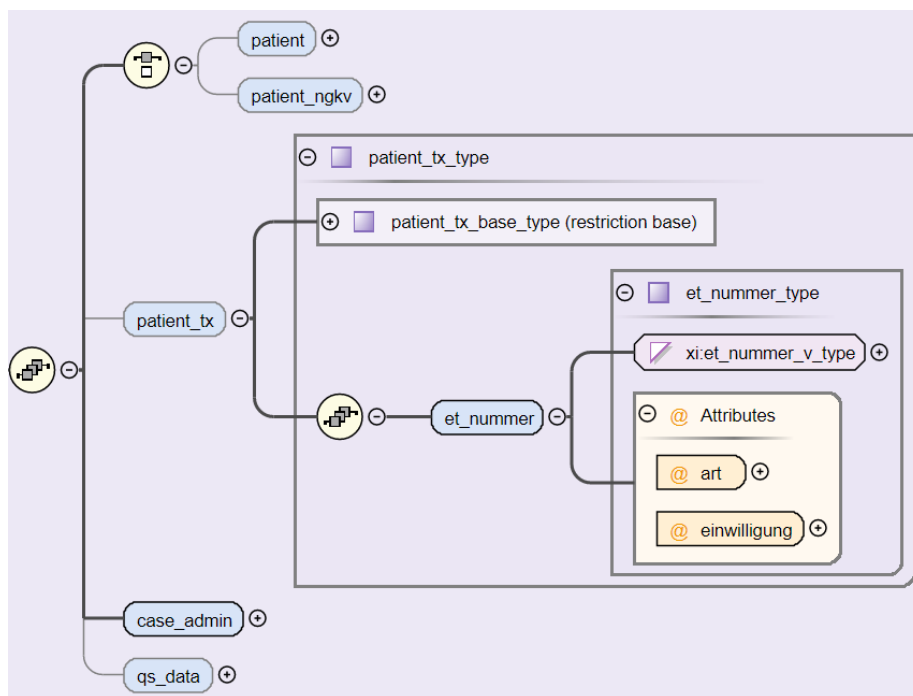 patient
patient_ngkv
patient_tx_type
patient_tx_base_type (restriction base)
et_nummer_type
patient_tx
xi:et_nummer_v_type
et_nummer
@ Attributes
@ art
@ einwilligung
case_admin
qs_data